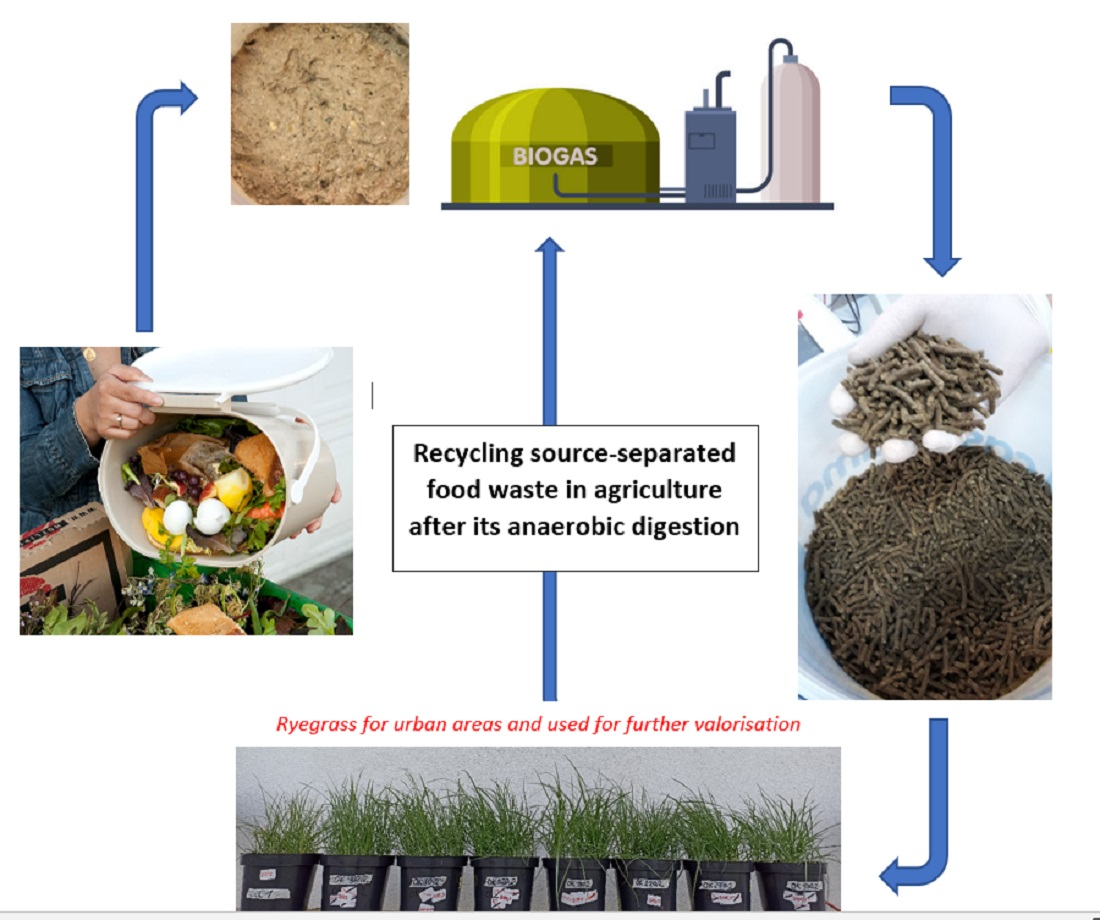 BIOGAS
Recycling source-separated
food waste in agriculture
after its anaerobic digestion
Ryegrass for urban areas and used for further valorisation